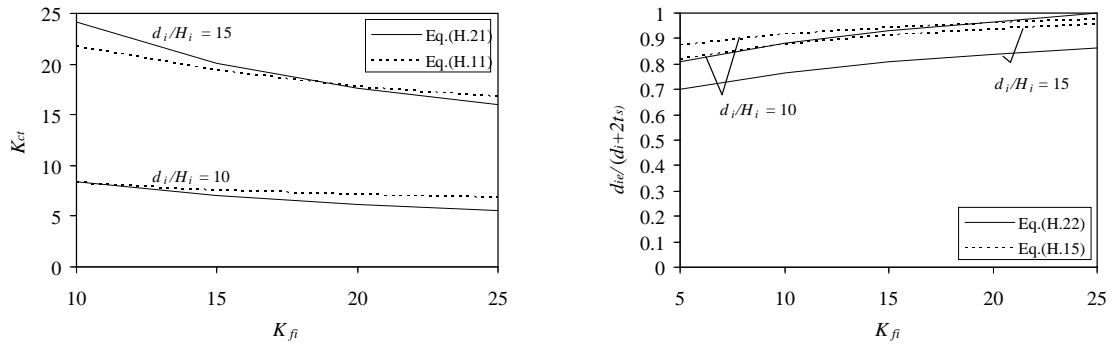 25
20
15
10
5
0
K_ct
d_i/H_i = 15
d_i/H_i = 10
Eq.(H.21)
Eq.(H.11)
10 15 20 25
K_fi
1
0.9
0.8
0.7
0.6
0.5
0.4
0.3
0.2
0.1
0
d_ie/(d_i+2t_s)
d_i/H_i = 10
d_i/H_i = 15
Eq.(H.22)
Eq.(H.15)
5 10 15 20 25
K_fi